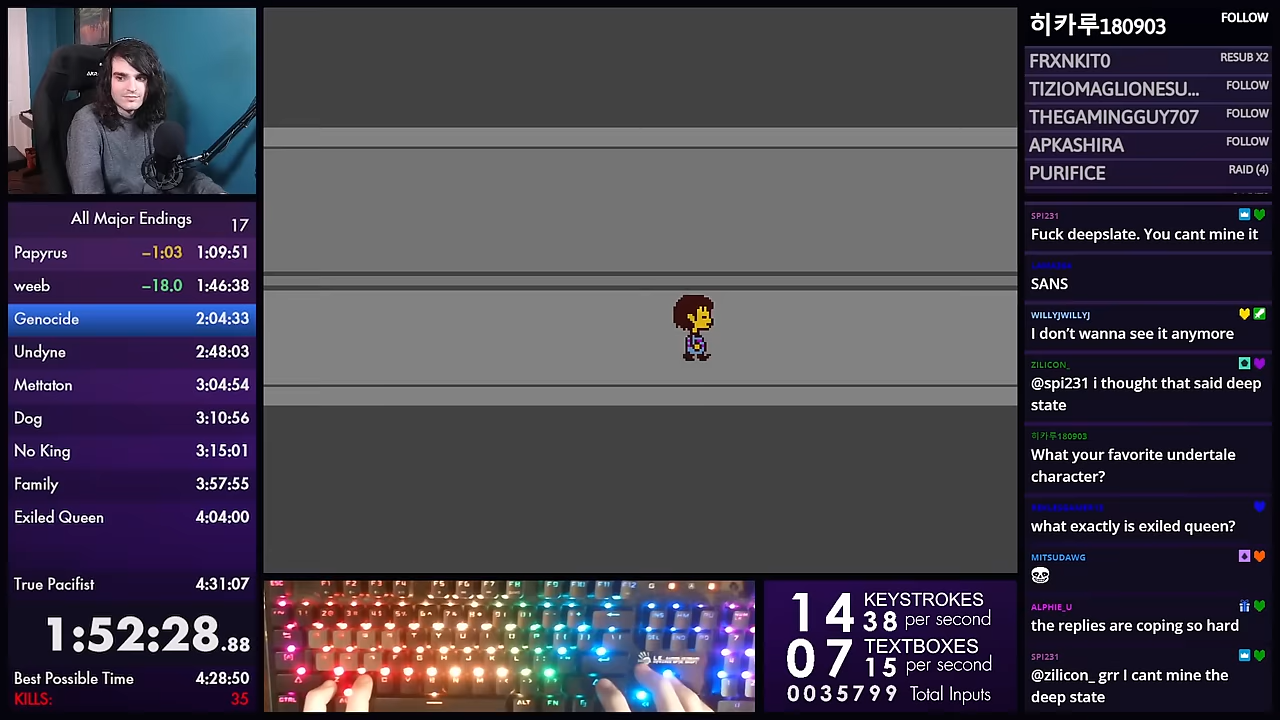 All Major Endings 17
Papyrus −1:03 1:09:51
weeb −18.0 1:46:38
Genocide 2:04:33
Undyne 2:48:03
Mettaton 3:04:54
Dog 3:10:56
No King 3:15:01
Family 3:57:55
Exiled Queen 4:04:00
True Pacifist 4:31:07
1:52:28.88
Best Possible Time 4:28:50
KILLS: 35
14 38 KEYSTROKES per second
07 15 TEXTBOXES per second
0035799 Total Inputs
히카루180903 FOLLOW
FRXNKIT0 RESUB X2
TIZIOMAGLIONESU... FOLLOW
THEGAMINGGUY707 FOLLOW
APKASHIRA FOLLOW
PURIFICE RAID (4)
SPI231
Fuck deepslate. You cant mine it
SANS
WILLYJWILLYJ
I don't wanna see it anymore
ZILICON_
@spi231 i thought that said deep
state
히카루180903
What your favorite undertale
character?
what exactly is exiled queen?
MITSUDAWG
ALPHIE_U
the replies are coping so hard
SPI231
@zilicon_ grr I cant mine the
deep state